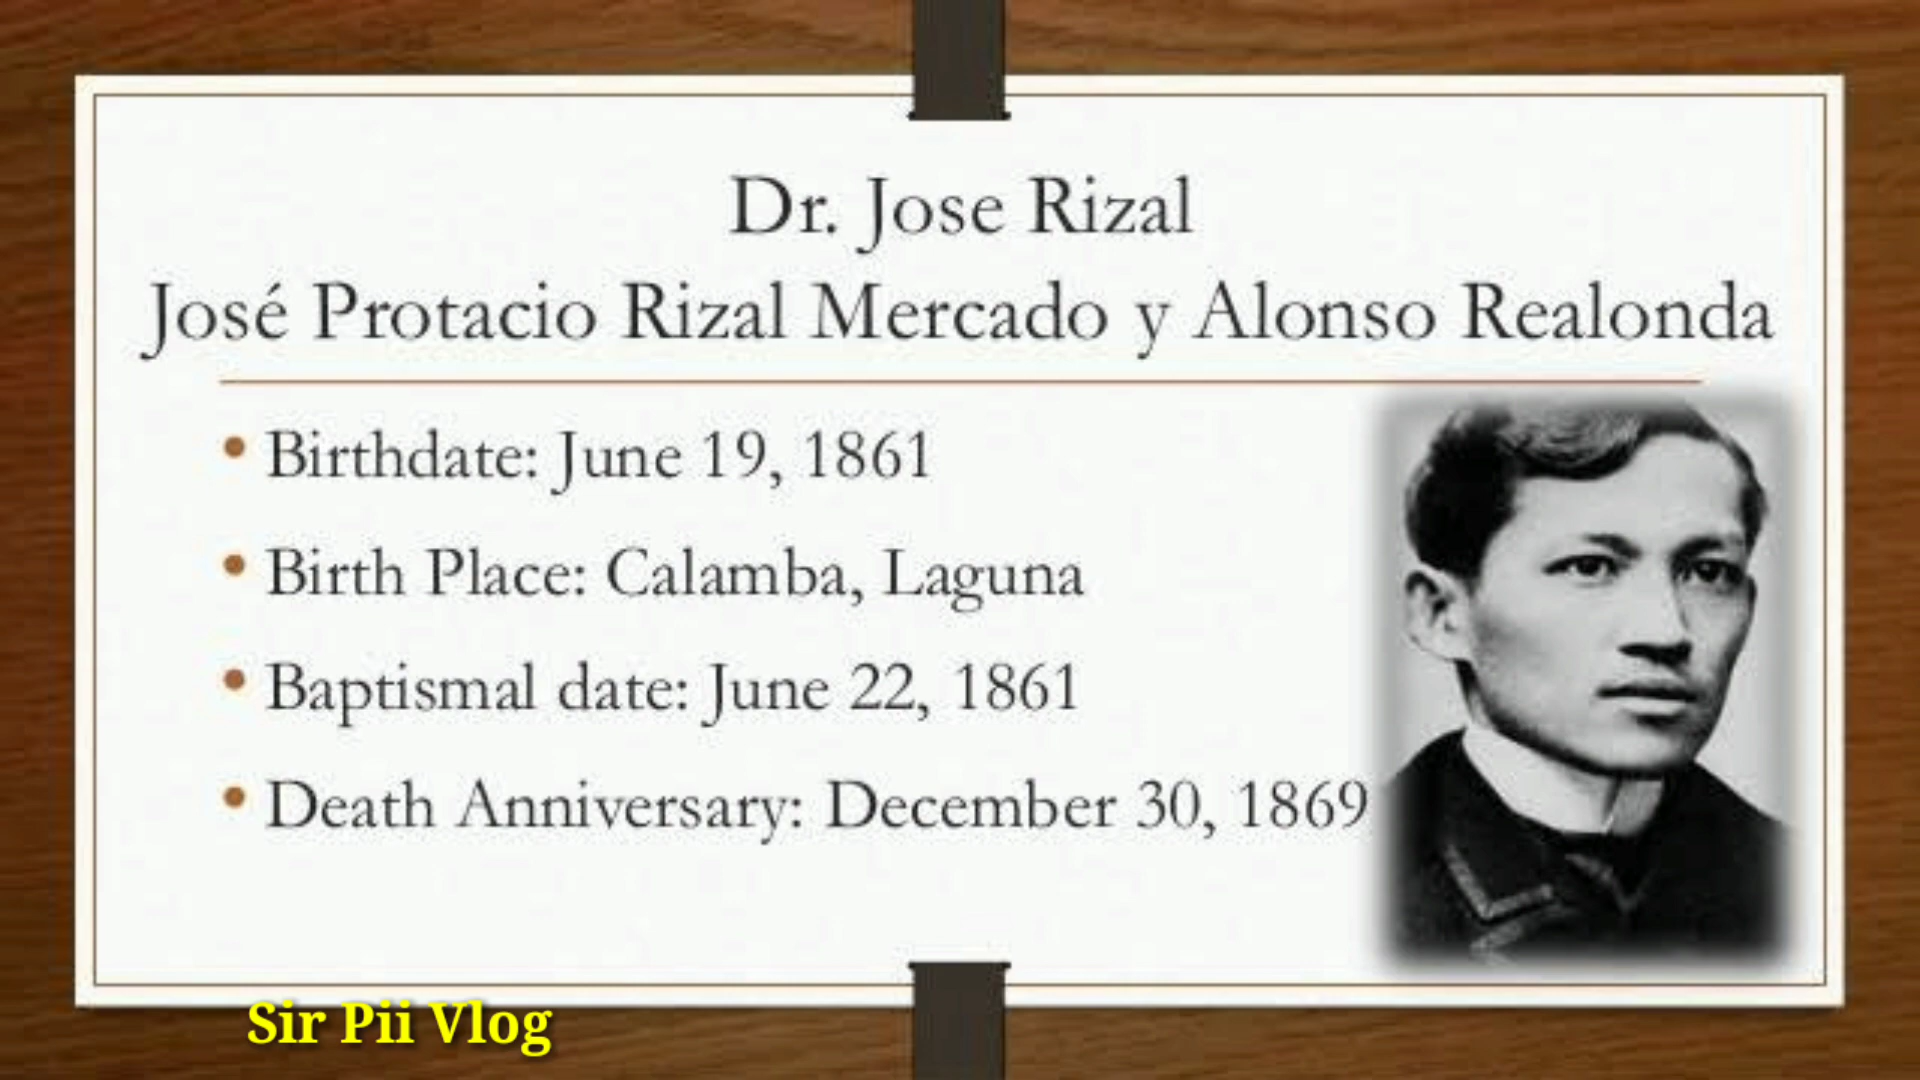 Dr. Jose Rizal
José Protacio Rizal Mercado y Alonso Realonda
• Birthdate: June 19, 1861
• Birth Place: Calamba, Laguna
• Baptismal date: June 22, 1861
• Death Anniversary: December 30, 1869
Sir Pii Vlog